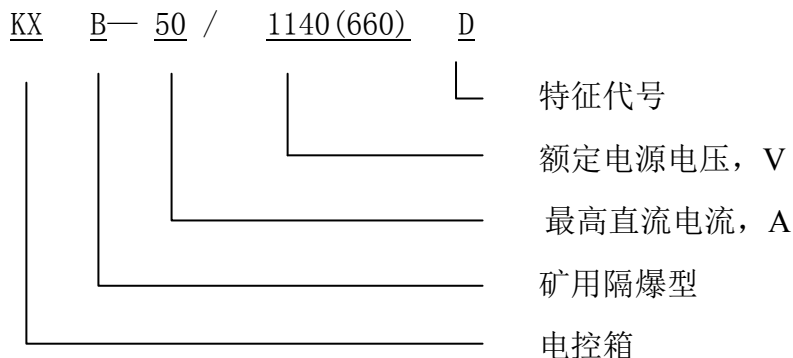 KX B— 50 / 1140(660) D
特征代号
额定电源电压，V
最高直流电流，A
矿用隔爆型
电控箱